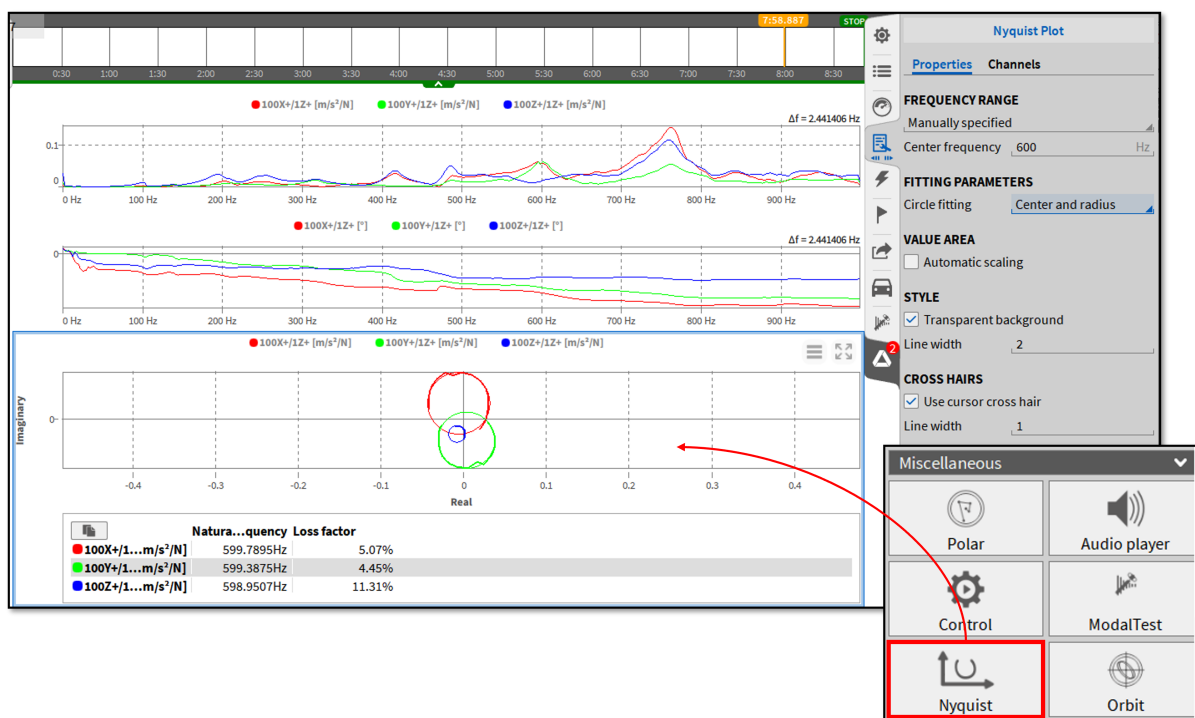 7
7:58.887
STOP
0:30 1:00 1:30 2:00 2:30 3:00 3:30 4:00 4:30 5:00 5:30 6:00 6:30 7:00 7:30 8:00 8:30
100X+/1Z+ [m/s²/N] 100Y+/1Z+ [m/s²/N] 100Z+/1Z+ [m/s²/N]
Δf = 2.441406 Hz
0.1
0
0 Hz 100 Hz 200 Hz 300 Hz 400 Hz 500 Hz 600 Hz 700 Hz 800 Hz 900 Hz
100X+/1Z+ [°] 100Y+/1Z+ [°] 100Z+/1Z+ [°]
Δf = 2.441406 Hz
0
0 Hz 100 Hz 200 Hz 300 Hz 400 Hz 500 Hz 600 Hz 700 Hz 800 Hz 900 Hz
100X+/1Z+ [m/s²/N] 100Y+/1Z+ [m/s²/N] 100Z+/1Z+ [m/s²/N]
Imaginary
0
-0.4 -0.3 -0.2 -0.1 0 0.1 0.2 0.3 0.4
Real
Natura...quency Loss factor
100X+/1...m/s²/N] 599.7895Hz 5.07%
100Y+/1...m/s²/N] 599.3875Hz 4.45%
100Z+/1...m/s²/N] 598.9507Hz 11.31%
2
Nyquist Plot
Properties Channels
FREQUENCY RANGE
Manually specified
Center frequency 600 Hz
FITTING PARAMETERS
Circle fitting Center and radius
VALUE AREA
Automatic scaling
STYLE
Transparent background
Line width 2
CROSS HAIRS
Use cursor cross hair
Line width 1
Miscellaneous
Polar Audio player
Control ModalTest
Nyquist Orbit